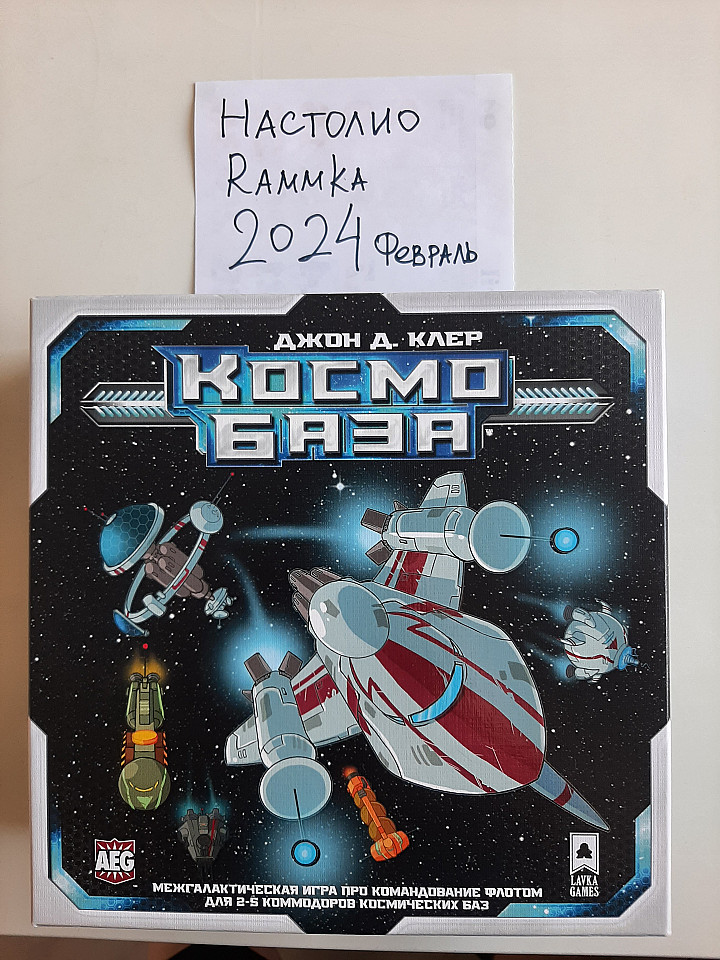 Настолио
Rammka
2024 Февраль
ДЖОН Д. КЛЕР
КОСМО
БАЗА
AEG
LAVKA
GAMES
МЕЖГАЛАКТИЧЕСКАЯ ИГРА ПРО КОМАНДОВАНИЕ ФЛОТОМ
ДЛЯ 2-5 КОММОДОРОВ КОСМИЧЕСКИХ БАЗ